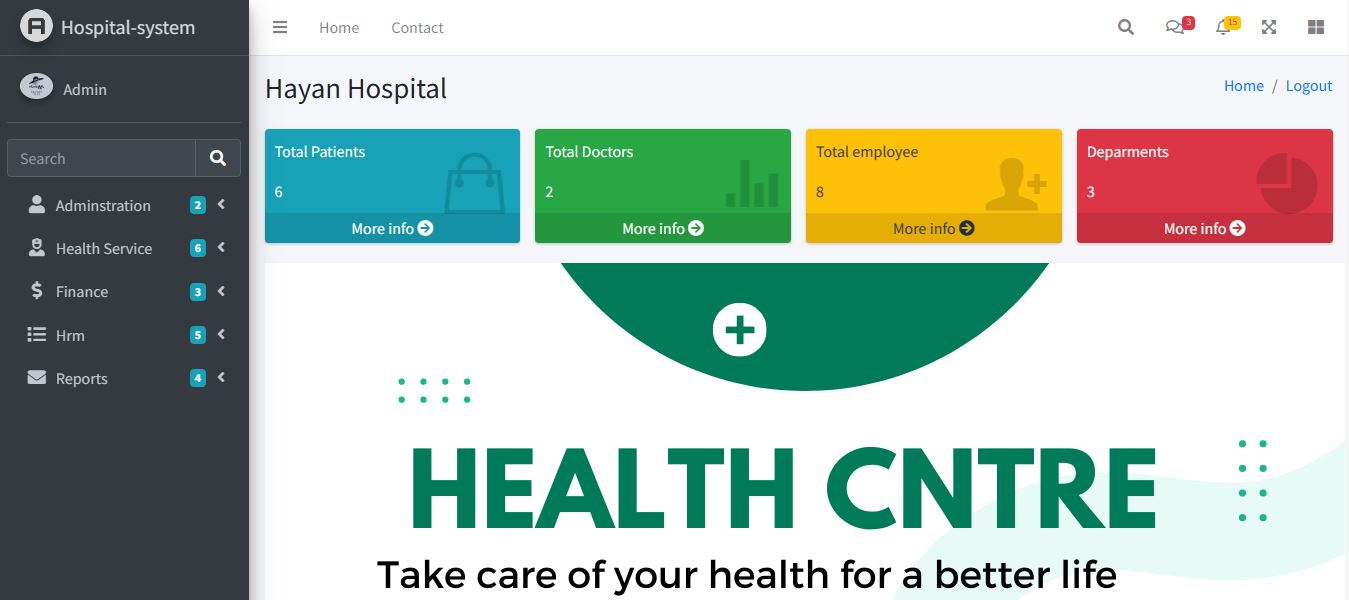 Hospital-system
Home
Contact
3
15
Admin
Hayan Hospital
Home / Logout
Search
Total Patients
6
More info
Total Doctors
2
More info
Total employee
8
More info
Deparments
3
More info
Adminstration 2
Health Service 6
Finance 3
Hrm 5
Reports 4
HEALTH CNTRE
Take care of your health for a better life